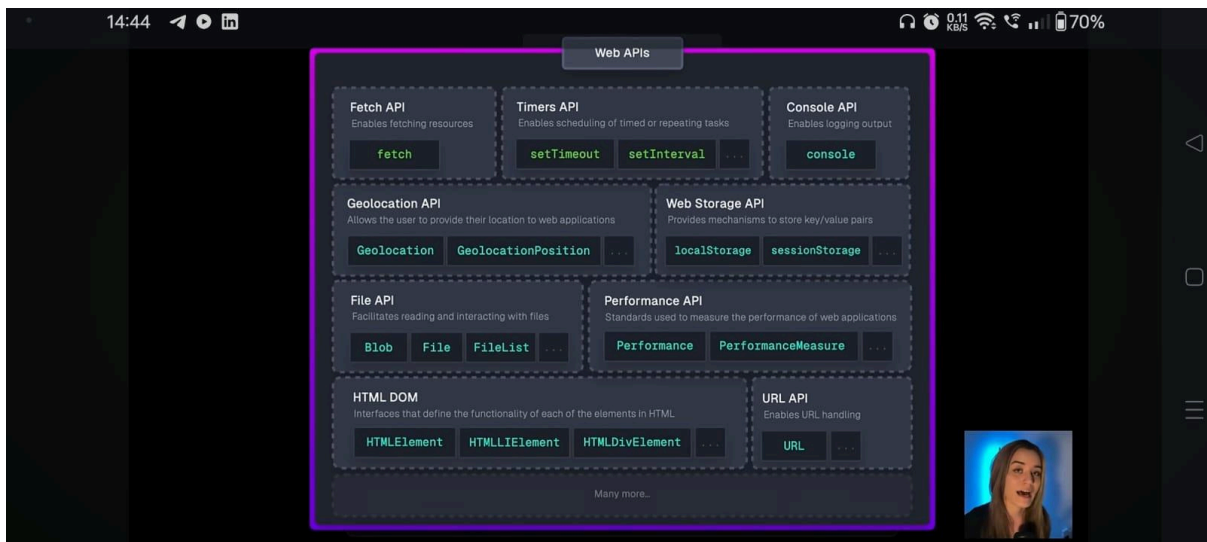 14:44
0.11 KB/S
70%
Web APIs
Fetch API
Enables fetching resources
fetch
Timers API
Enables scheduling of timed or repeating tasks
setTimeout setInterval ...
Console API
Enables logging output
console
Geolocation API
Allows the user to provide their location to web applications
Geolocation GeolocationPosition ...
Web Storage API
Provides mechanisms to store key/value pairs
localStorage sessionStorage ...
File API
Facilitates reading and interacting with files
Blob File FileList ...
Performance API
Standards used to measure the performance of web applications
Performance PerformanceMeasure ...
HTML DOM
Interfaces that define the functionality of each of the elements in HTML
HTMLElement HTMLLIElement HTMLDivElement ...
URL API
Enables URL handling
URL ...
Many more...